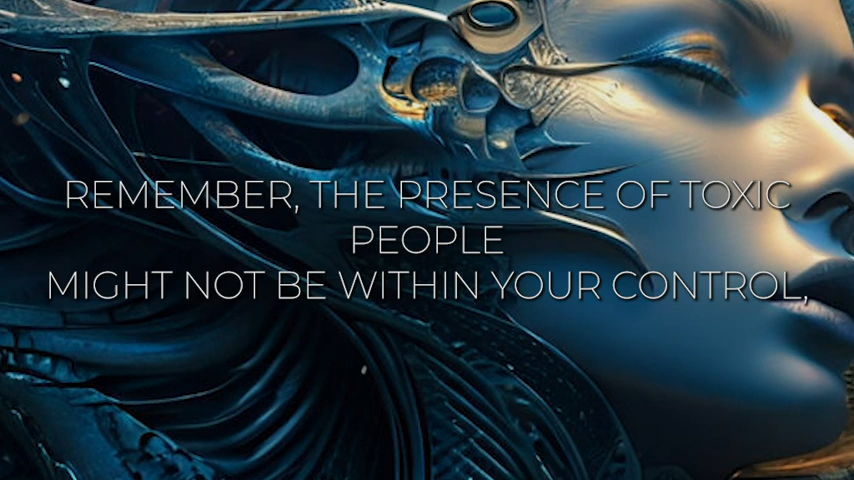 REMEMBER, THE PRESENCE OF TOXIC
PEOPLE
MIGHT NOT BE WITHIN YOUR CONTROL,